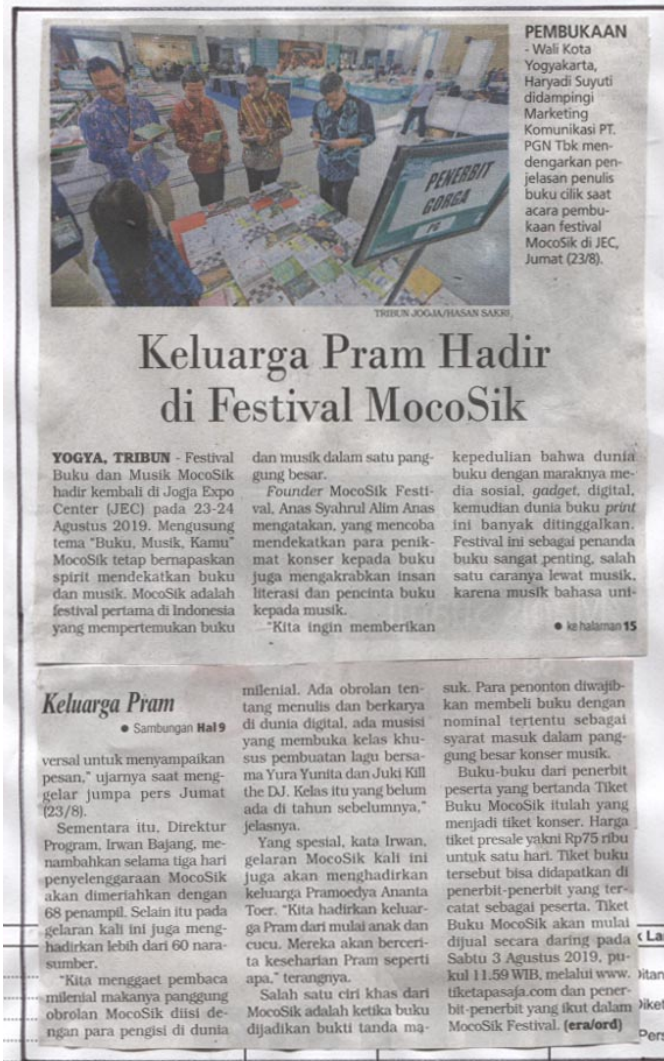 PEMBUKAAN
- Wali Kota
Yogyakarta,
Haryadi Suyuti
didampingi
Marketing
Komunikasi PT.
PGN Tbk men-
dengarkan pen-
jelasan penulis
buku cilik saat
acara pembu-
kaan festival
MocoSik di JEC,
Jumat (23/8).
PENERBIT
GORGA
PG
TRIBUN JOGJA/HASAN SAKRI
Keluarga Pram Hadir
di Festival MocoSik
YOGYA, TRIBUN - Festival
Buku dan Musik MocoSik
hadir kembali di Jogja Expo
Center (JEC) pada 23-24
Agustus 2019. Mengusung
tema "Buku, Musik, Kamu"
MocoSik tetap bernapaskan
spirit mendekatkan buku
dan musik. MocoSik adalah
festival pertama di Indonesia
yang mempertemukan buku
dan musik dalam satu pang-
gung besar.
Founder MocoSik Festi-
val, Anas Syahrul Alim Anas
mengatakan, yang mencoba
mendekatkan para penik-
mat konser kepada buku
juga mengakrabkan insan
literasi dan pencinta buku
kepada musik.
"Kita ingin memberikan
kepedulian bahwa dunia
buku dengan maraknya me-
dia sosial, gadget, digital,
kemudian dunia buku print
ini banyak ditinggalkan.
Festival ini sebagai penanda
buku sangat penting, salah
satu caranya lewat musik,
karena musik bahasa uni-
● ke halaman 15
Keluarga Pram
● Sambungan Hal 9
versal untuk menyampaikan
pesan," ujarnya saat meng-
gelar jumpa pers Jumat
(23/8).
Sementara itu, Direktur
Program, Irwan Bajang, me-
nambahkan selama tiga hari
penyelenggaraan MocoSik
akan dimeriahkan dengan
68 penampil. Selain itu pada
gelaran kali ini juga meng-
hadirkan lebih dari 60 nara-
sumber.
"Kita menggaet pembaca
milenial makanya panggung
obrolan MocoSik diisi de-
ngan para pengisi di dunia
milenial. Ada obrolan ten-
tang menulis dan berkarya
di dunia digital, ada musisi
yang membuka kelas khu-
sus pembuatan lagu bersa-
ma Yura Yunita dan Juki Kill
the DJ. Kelas itu yang belum
ada di tahun sebelumnya,"
jelasnya.
Yang spesial, kata Irwan,
gelaran MocoSik kali ini
juga akan menghadirkan
keluarga Pramoedya Ananta
Toer. "Kita hadirkan keluar-
ga Pram dari mulai anak dan
cucu. Mereka akan berceri-
ta keseharian Pram seperti
apa," terangnya.
Salah satu ciri khas dari
MocoSik adalah ketika buku
dijadikan bukti tanda ma-
suk. Para penonton diwajib-
kan membeli buku dengan
nominal tertentu sebagai
syarat masuk dalam pang-
gung besar konser musik.
Buku-buku dari penerbit
peserta yang bertanda Tiket
Buku MocoSik itulah yang
menjadi tiket konser. Harga
tiket presale yakni Rp75 ribu
untuk satu hari. Tiket buku
tersebut bisa didapatkan di
penerbit-penerbit yang ter-
catat sebagai peserta. Tiket
Buku MocoSik akan mulai
dijual secara daring pada
Sabtu 3 Agustus 2019, pu-
kul 11.59 WIB, melalui www.
tiketapasaja.com dan pener-
bit-penerbit yang ikut dalam
MocoSik Festival. (era/ord)